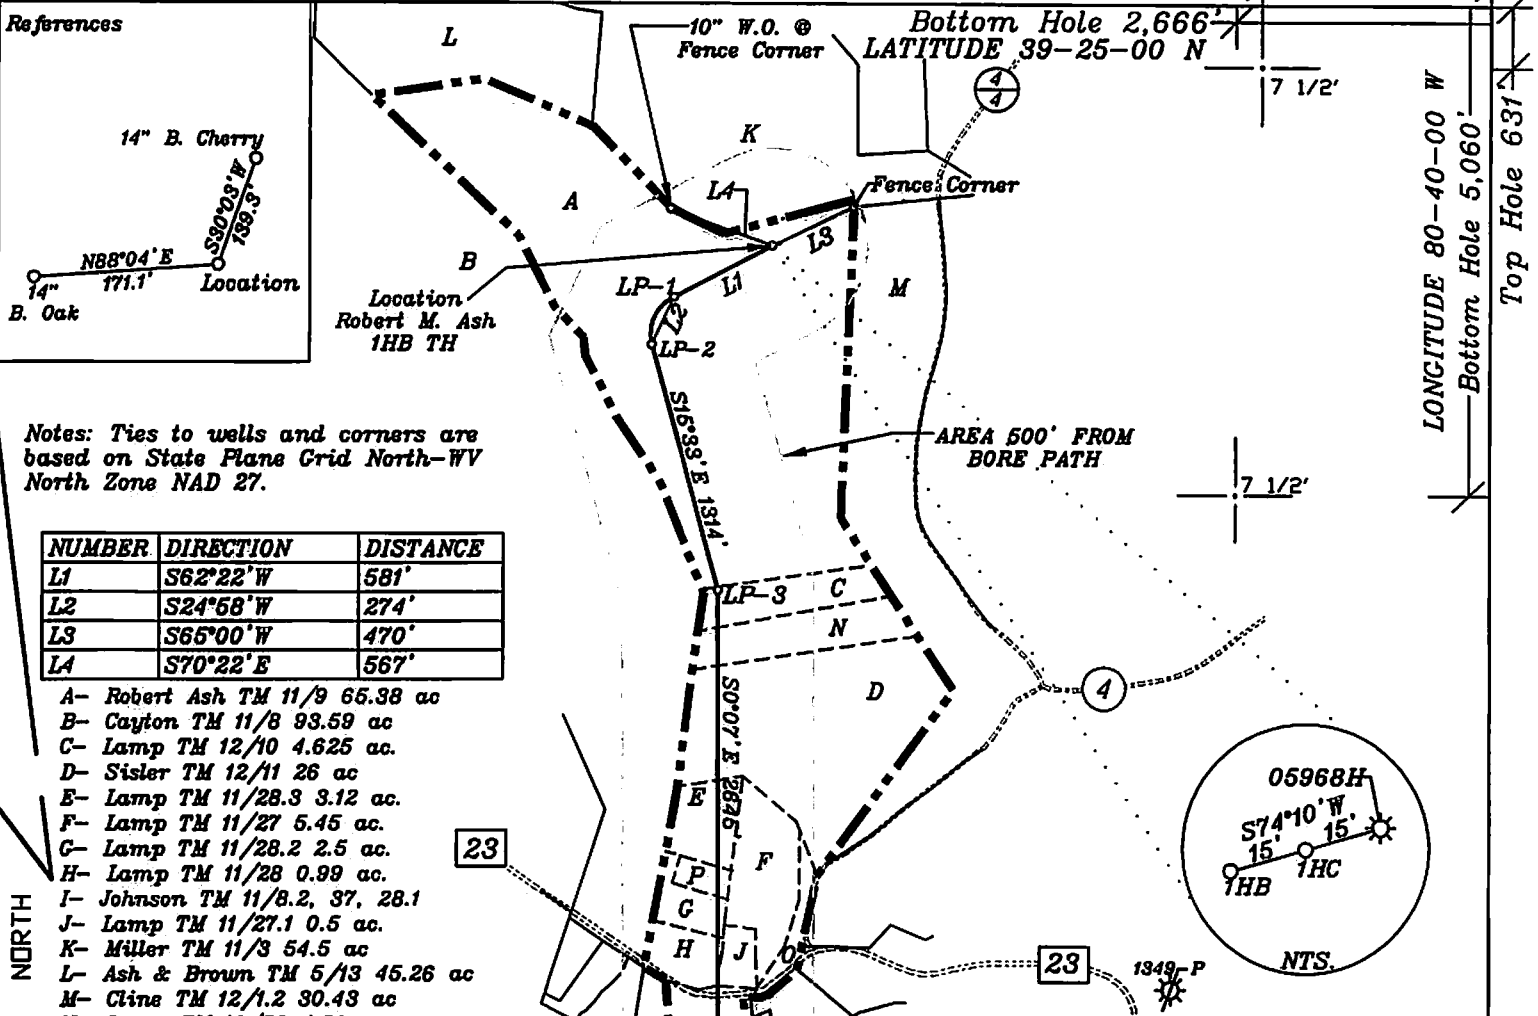 References
14" B. Cherry
S30°03'W
139.3'
N88°04'E
171.1'
Location
14"
B. Oak
10" W.O. @
Fence Corner
Bottom Hole 2,666'
LATITUDE 39-25-00 N
4
4
7 1/2'
LONGITUDE 80-40-00 W
Bottom Hole 5,060'
Top Hole 631'
7 1/2'
L
K
A
L4
Fence Corner
B
L3
Location
Robert M. Ash
1HB TH
LP-1
L1
L2
LP-2
M
S15°33'E 1314'
AREA 500' FROM
BORE PATH
Notes: Ties to wells and corners are
based on State Plane Grid North-WV
North Zone NAD 27.
NUMBER DIRECTION DISTANCE
L1 S62°22'W 581'
L2 S24°58'W 274'
L3 S65°00'W 470'
L4 S70°22'E 567'
LP-3
C
N
D
S0°07'E
4
A- Robert Ash TM 11/9 65.38 ac
B- Cayton TM 11/8 93.59 ac
C- Lamp TM 12/10 4.625 ac.
D- Sisler TM 12/11 26 ac
E- Lamp TM 11/28.3 3.12 ac.
F- Lamp TM 11/27 5.45 ac.
G- Lamp TM 11/28.2 2.5 ac.
H- Lamp TM 11/28 0.99 ac.
I- Johnson TM 11/8.2, 37, 28.1
J- Lamp TM 11/27.1 0.5 ac.
K- Miller TM 11/3 54.5 ac
L- Ash & Brown TM 5/13 45.26 ac
M- Cline TM 12/1.2 30.43 ac
NORTH
E
F
P
G
H
J
O
23
23
1349-P
05968H
S74°10'W
15'
15'
1HC
1HB
NTS.